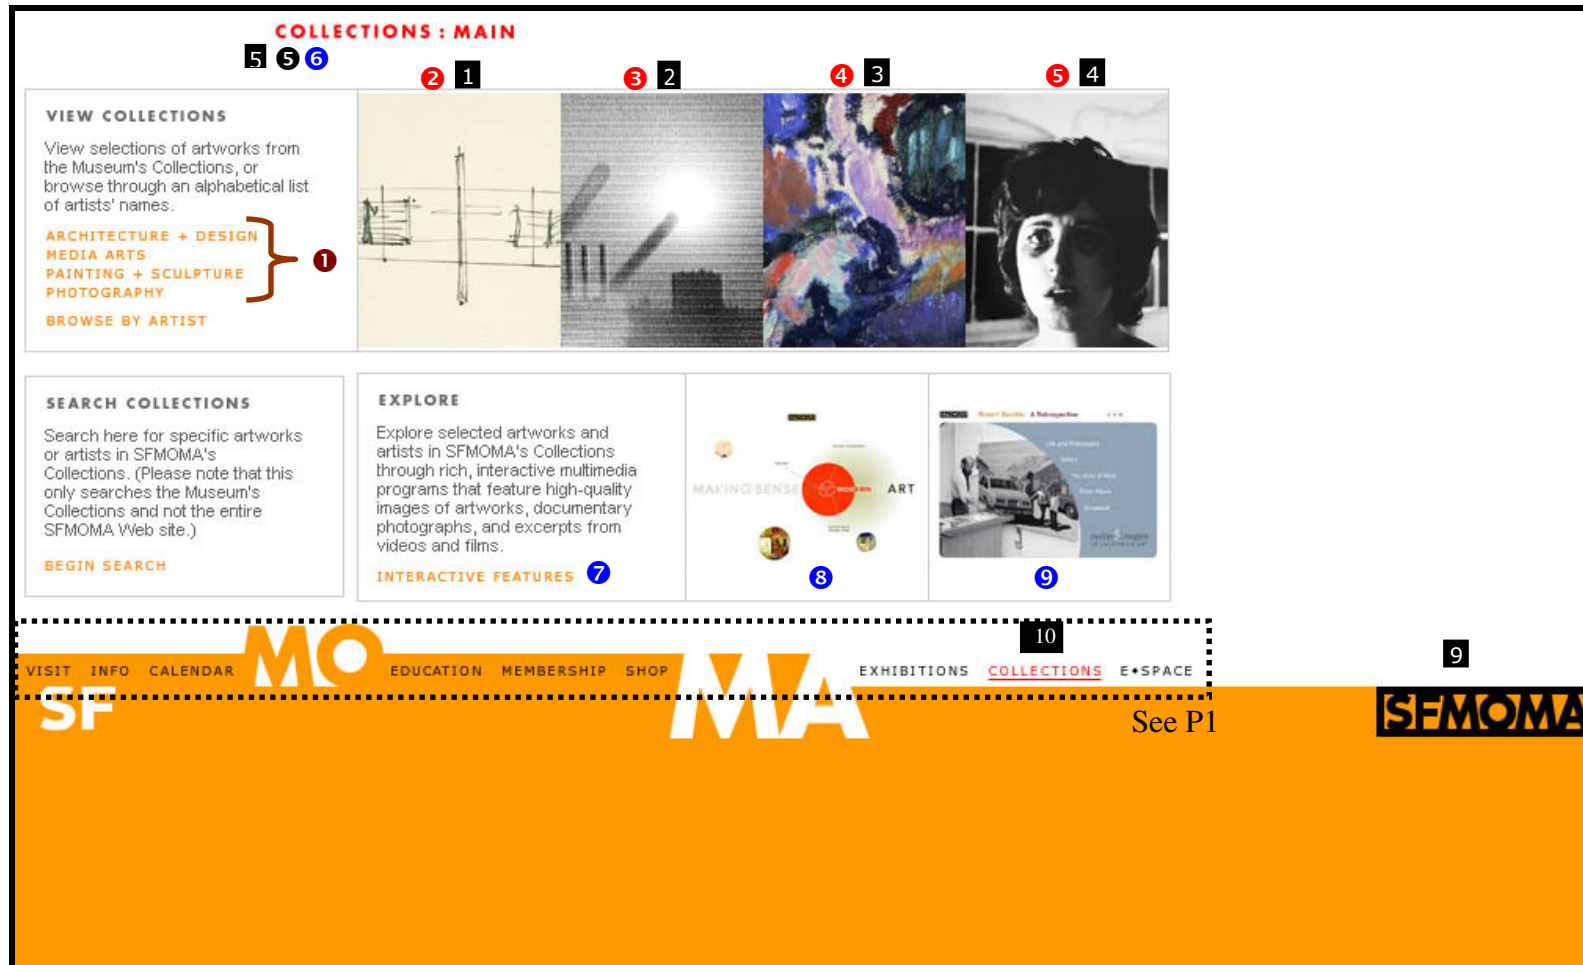 COLLECTIONS : MAIN
5 5 6
2 1 3 2 4 3 5 4
VIEW COLLECTIONS
View selections of artworks from
the Museum's Collections, or
browse through an alphabetical list
of artists' names.
ARCHITECTURE + DESIGN
MEDIA ARTS
PAINTING + SCULPTURE
PHOTOGRAPHY
1
BROWSE BY ARTIST
SEARCH COLLECTIONS
Search here for specific artworks
or artists in SFMOMA's
Collections. (Please note that this
only searches the Museum's
Collections and not the entire
SFMOMA Web site.)
BEGIN SEARCH
EXPLORE
Explore selected artworks and
artists in SFMOMA's Collections
through rich, interactive multimedia
programs that feature high-quality
images of artworks, documentary
photographs, and excerpts from
videos and films.
INTERACTIVE FEATURES 7
MAKING SENSE MODERN ART
8
A Retrospective
9
10
VISIT INFO CALENDAR MO EDUCATION MEMBERSHIP SHOP MA EXHIBITIONS COLLECTIONS E•SPACE
SF
See P1
9
SFMOMA